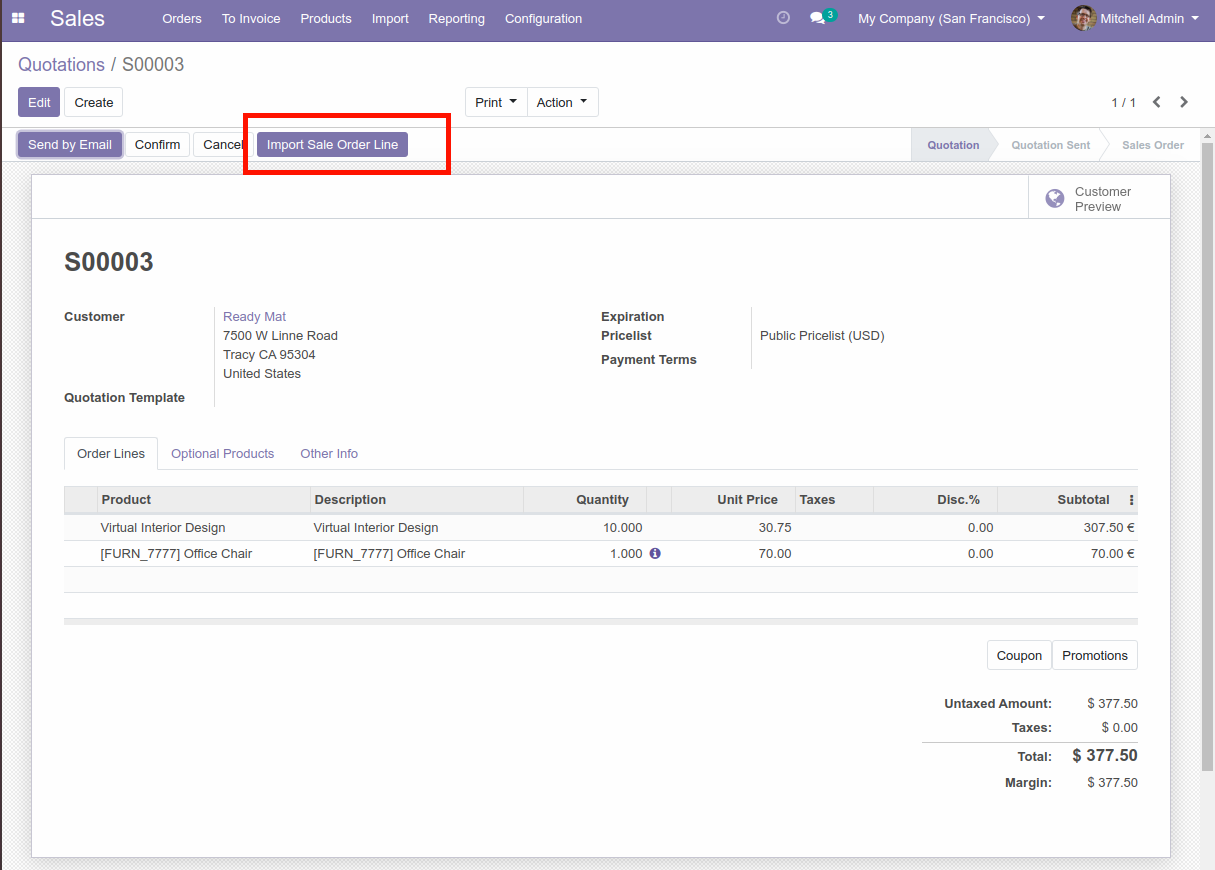 Sales Orders To Invoice Products Import Reporting Configuration 3 My Company (San Francisco) Mitchell Admin
Quotations / S00003
Edit Create Print Action 1 / 1
Send by Email Confirm Cancel Import Sale Order Line Quotation Quotation Sent Sales Order
Customer
Preview
S00003
Customer Ready Mat Expiration
7500 W Linne Road Pricelist Public Pricelist (USD)
Tracy CA 95304 Payment Terms
United States
Quotation Template
Order Lines Optional Products Other Info
Product Description Quantity Unit Price Taxes Disc.% Subtotal
Virtual Interior Design Virtual Interior Design 10.000 30.75 0.00 307.50 €
[FURN_7777] Office Chair [FURN_7777] Office Chair 1.000 70.00 0.00 70.00 €
Coupon Promotions
Untaxed Amount: $ 377.50
Taxes: $ 0.00
Total: $ 377.50
Margin: $ 377.50